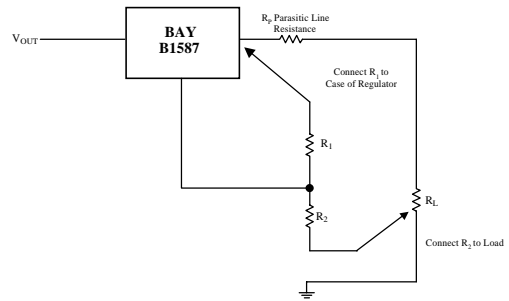 BAY
B1587
V_OUT
R_P Parasitic Line
Resistance
Connect R_1 to
Case of Regulator
R_1
R_2
R_L
Connect R_2 to Load